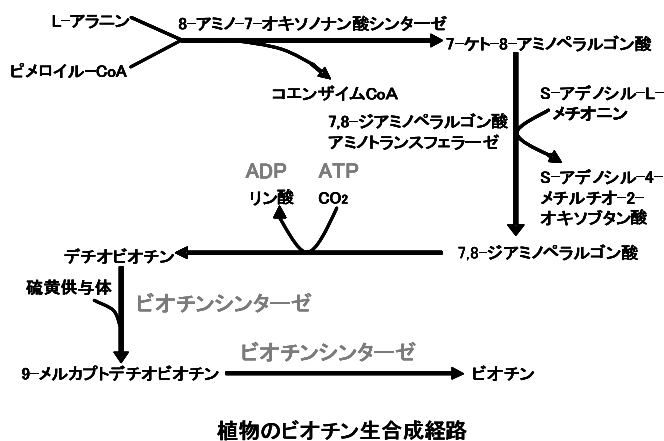 L-アラニン
8-アミノ-7-オキソノナン酸シンターゼ
7-ケト-8-アミノペラルゴン酸
ピメロイル-CoA
コエンザイムCoA
S-アデノシル-L-
メチオニン
7,8-ジアミノペラルゴン酸
アミノトランスフェラーゼ
S-アデノシル-4-
メチルチオ-2-
オキソブタン酸
ADP
ATP
リン酸
CO₂
デチオビオチン
7,8-ジアミノペラルゴン酸
硫黄供与体
ビオチンシンターゼ
ビオチンシンターゼ
9-メルカプトデチオビオチン
ビオチン
植物のビオチン生合成経路